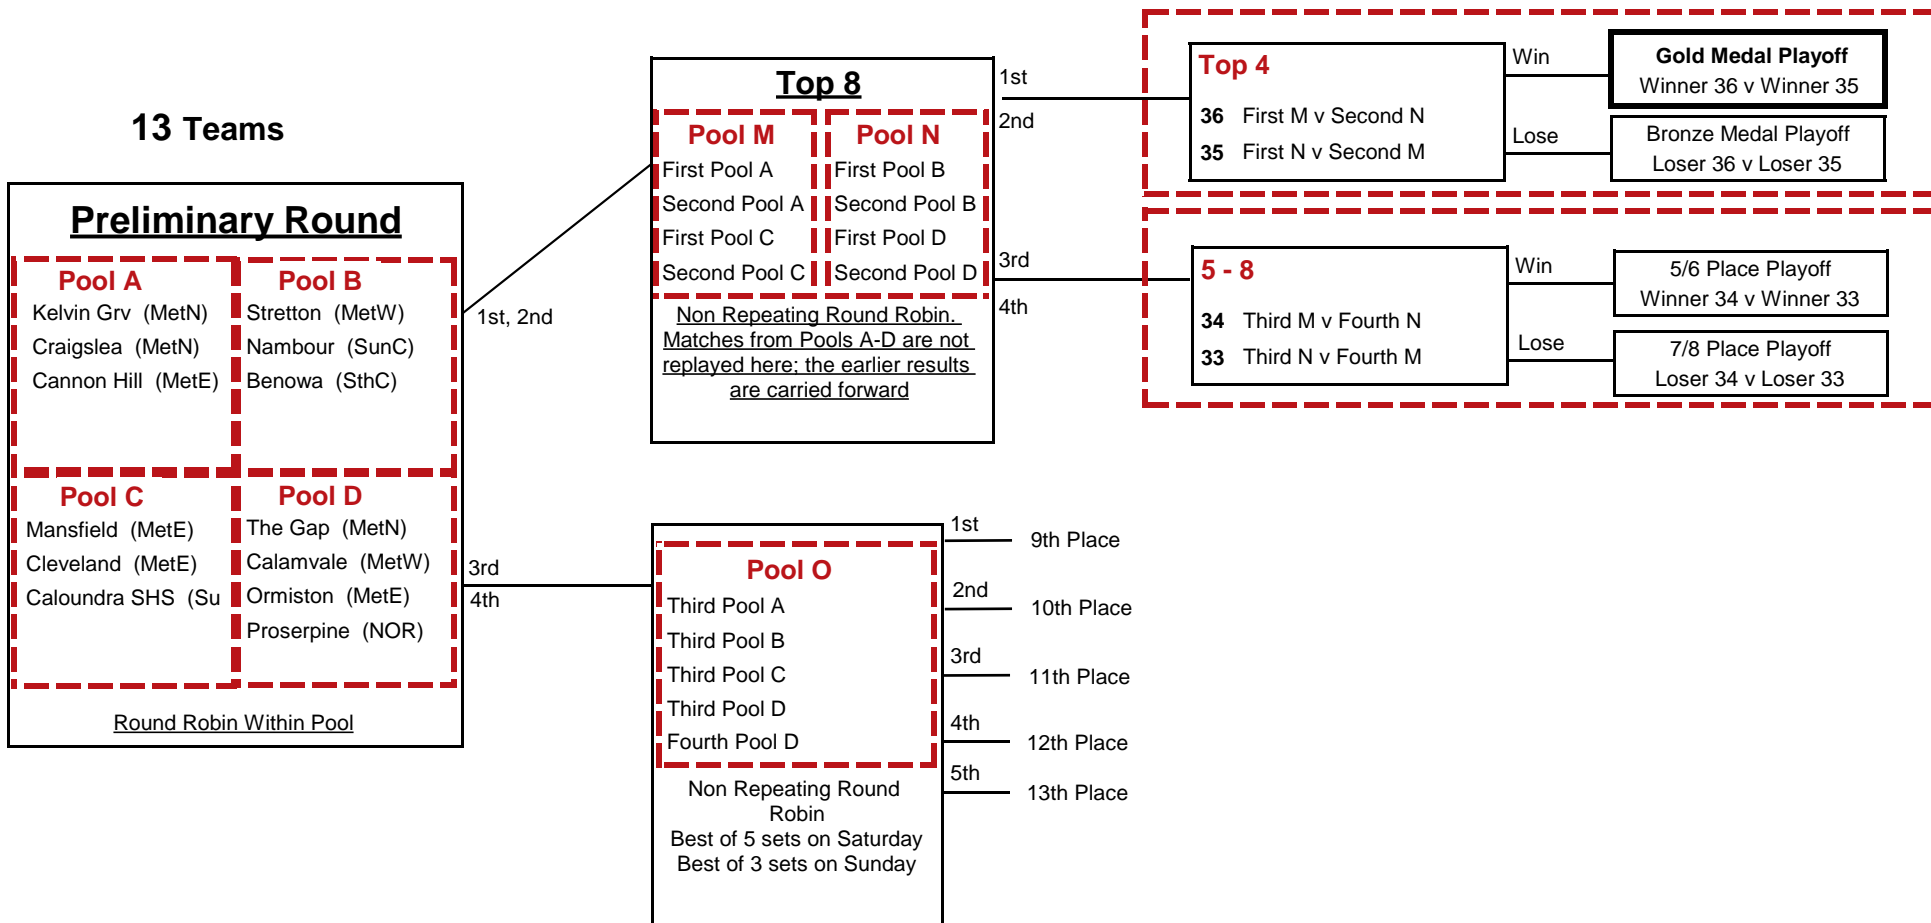 13 Teams
Preliminary Round
Pool A
Kelvin Grv (MetN)
Craigslea (MetN)
Cannon Hill (MetE)
Pool B
Stretton (MetW)
Nambour (SunC)
Benowa (SthC)
Pool C
Mansfield (MetE)
Cleveland (MetE)
Caloundra SHS (Su
Pool D
The Gap (MetN)
Calamvale (MetW)
Ormiston (MetE)
Proserpine (NOR)
Round Robin Within Pool
1st, 2nd
3rd
4th
Top 8
Pool M
First Pool A
Second Pool A
First Pool C
Second Pool C
Pool N
First Pool B
Second Pool B
First Pool D
Second Pool D
Non Repeating Round Robin.
Matches from Pools A-D are not
replayed here; the earlier results
are carried forward
1st
2nd
3rd
4th
Top 4
36 First M v Second N
35 First N v Second M
Win
Lose
Gold Medal Playoff
Winner 36 v Winner 35
Bronze Medal Playoff
Loser 36 v Loser 35
5 - 8
34 Third M v Fourth N
33 Third N v Fourth M
Win
Lose
5/6 Place Playoff
Winner 34 v Winner 33
7/8 Place Playoff
Loser 34 v Loser 33
Pool O
Third Pool A
Third Pool B
Third Pool C
Third Pool D
Fourth Pool D
Non Repeating Round
Robin
Best of 5 sets on Saturday
Best of 3 sets on Sunday
1st
9th Place
2nd
10th Place
3rd
11th Place
4th
12th Place
5th
13th Place